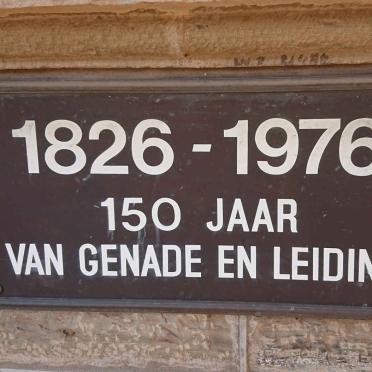 1826 - 1976
150 JAAR
VAN GENADE EN LEIDIN